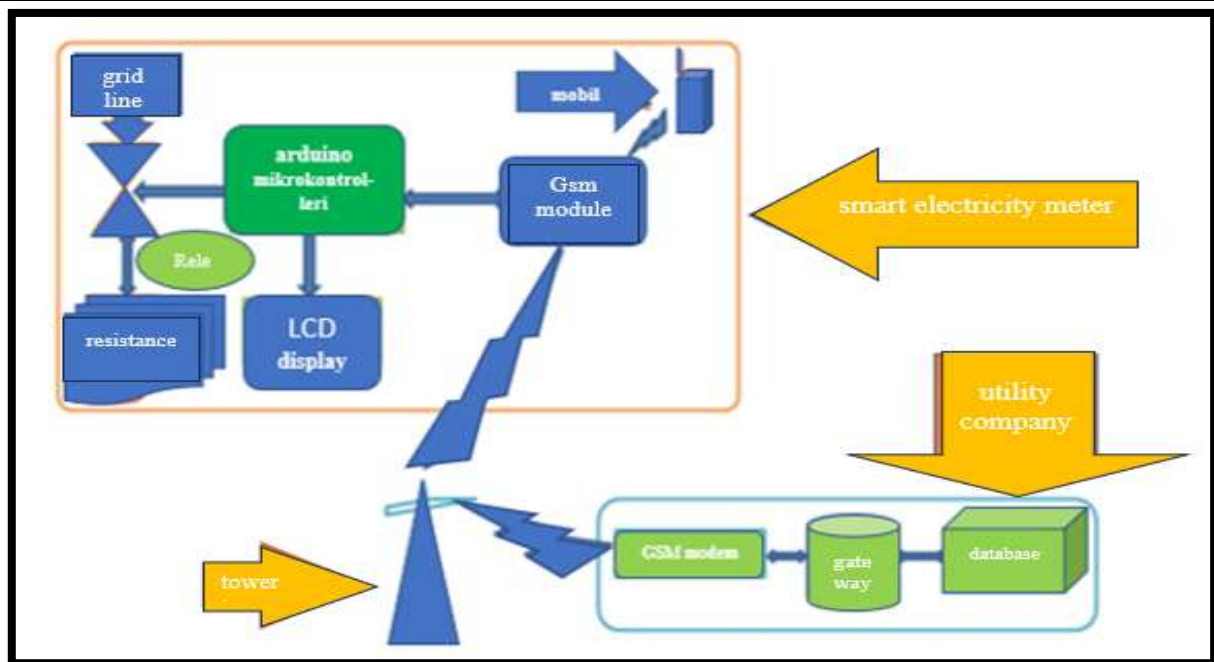 grid
line
mobil
arduino
mikrokontrol-
leri
Gsm
module
smart electricity meter
Rele
resistance
LCD
display
utility
company
GSM modem
gate
way
database
tower